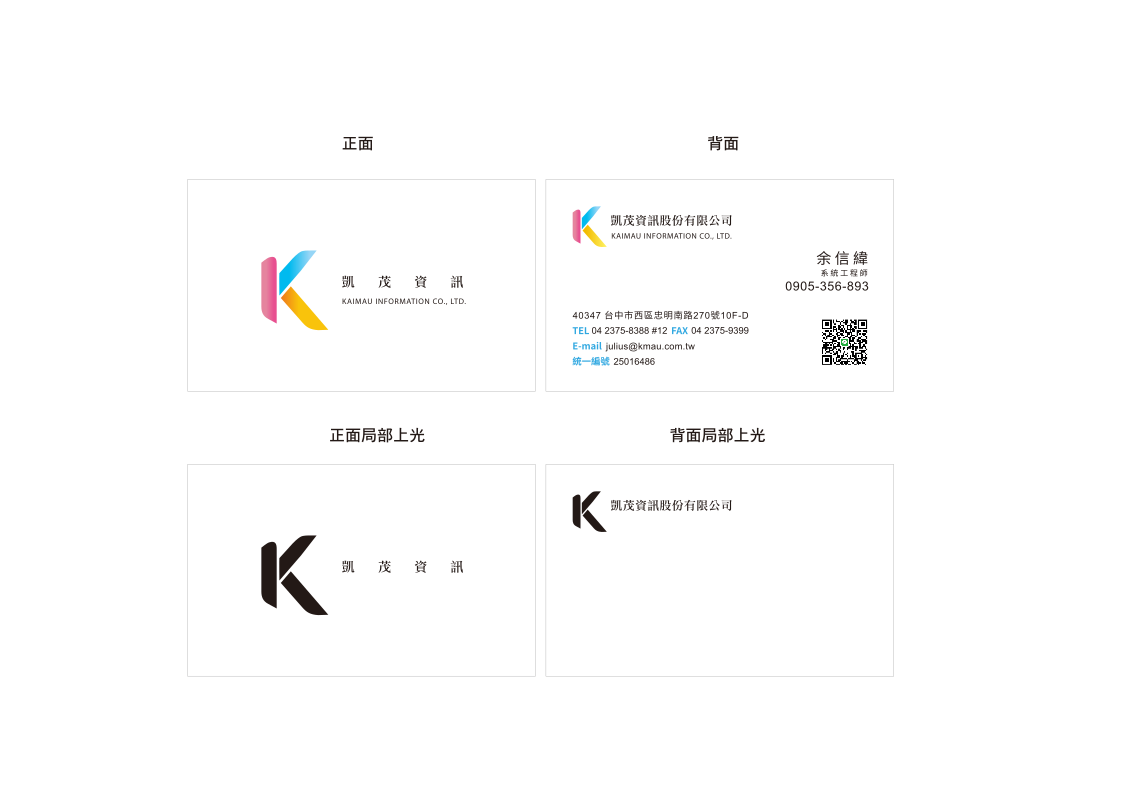 正面
背面
凱茂資訊
KAIMAU INFORMATION CO., LTD.
凱茂資訊股份有限公司
KAIMAU INFORMATION CO., LTD.
余信緯
系統工程師
0905-356-893
40347 台中市西區忠明南路270號10F-D
TEL 04 2375-8388 #12 FAX 04 2375-9399
E-mail julius@kmau.com.tw
統一編號 25016486
正面局部上光
背面局部上光
凱茂資訊
凱茂資訊股份有限公司